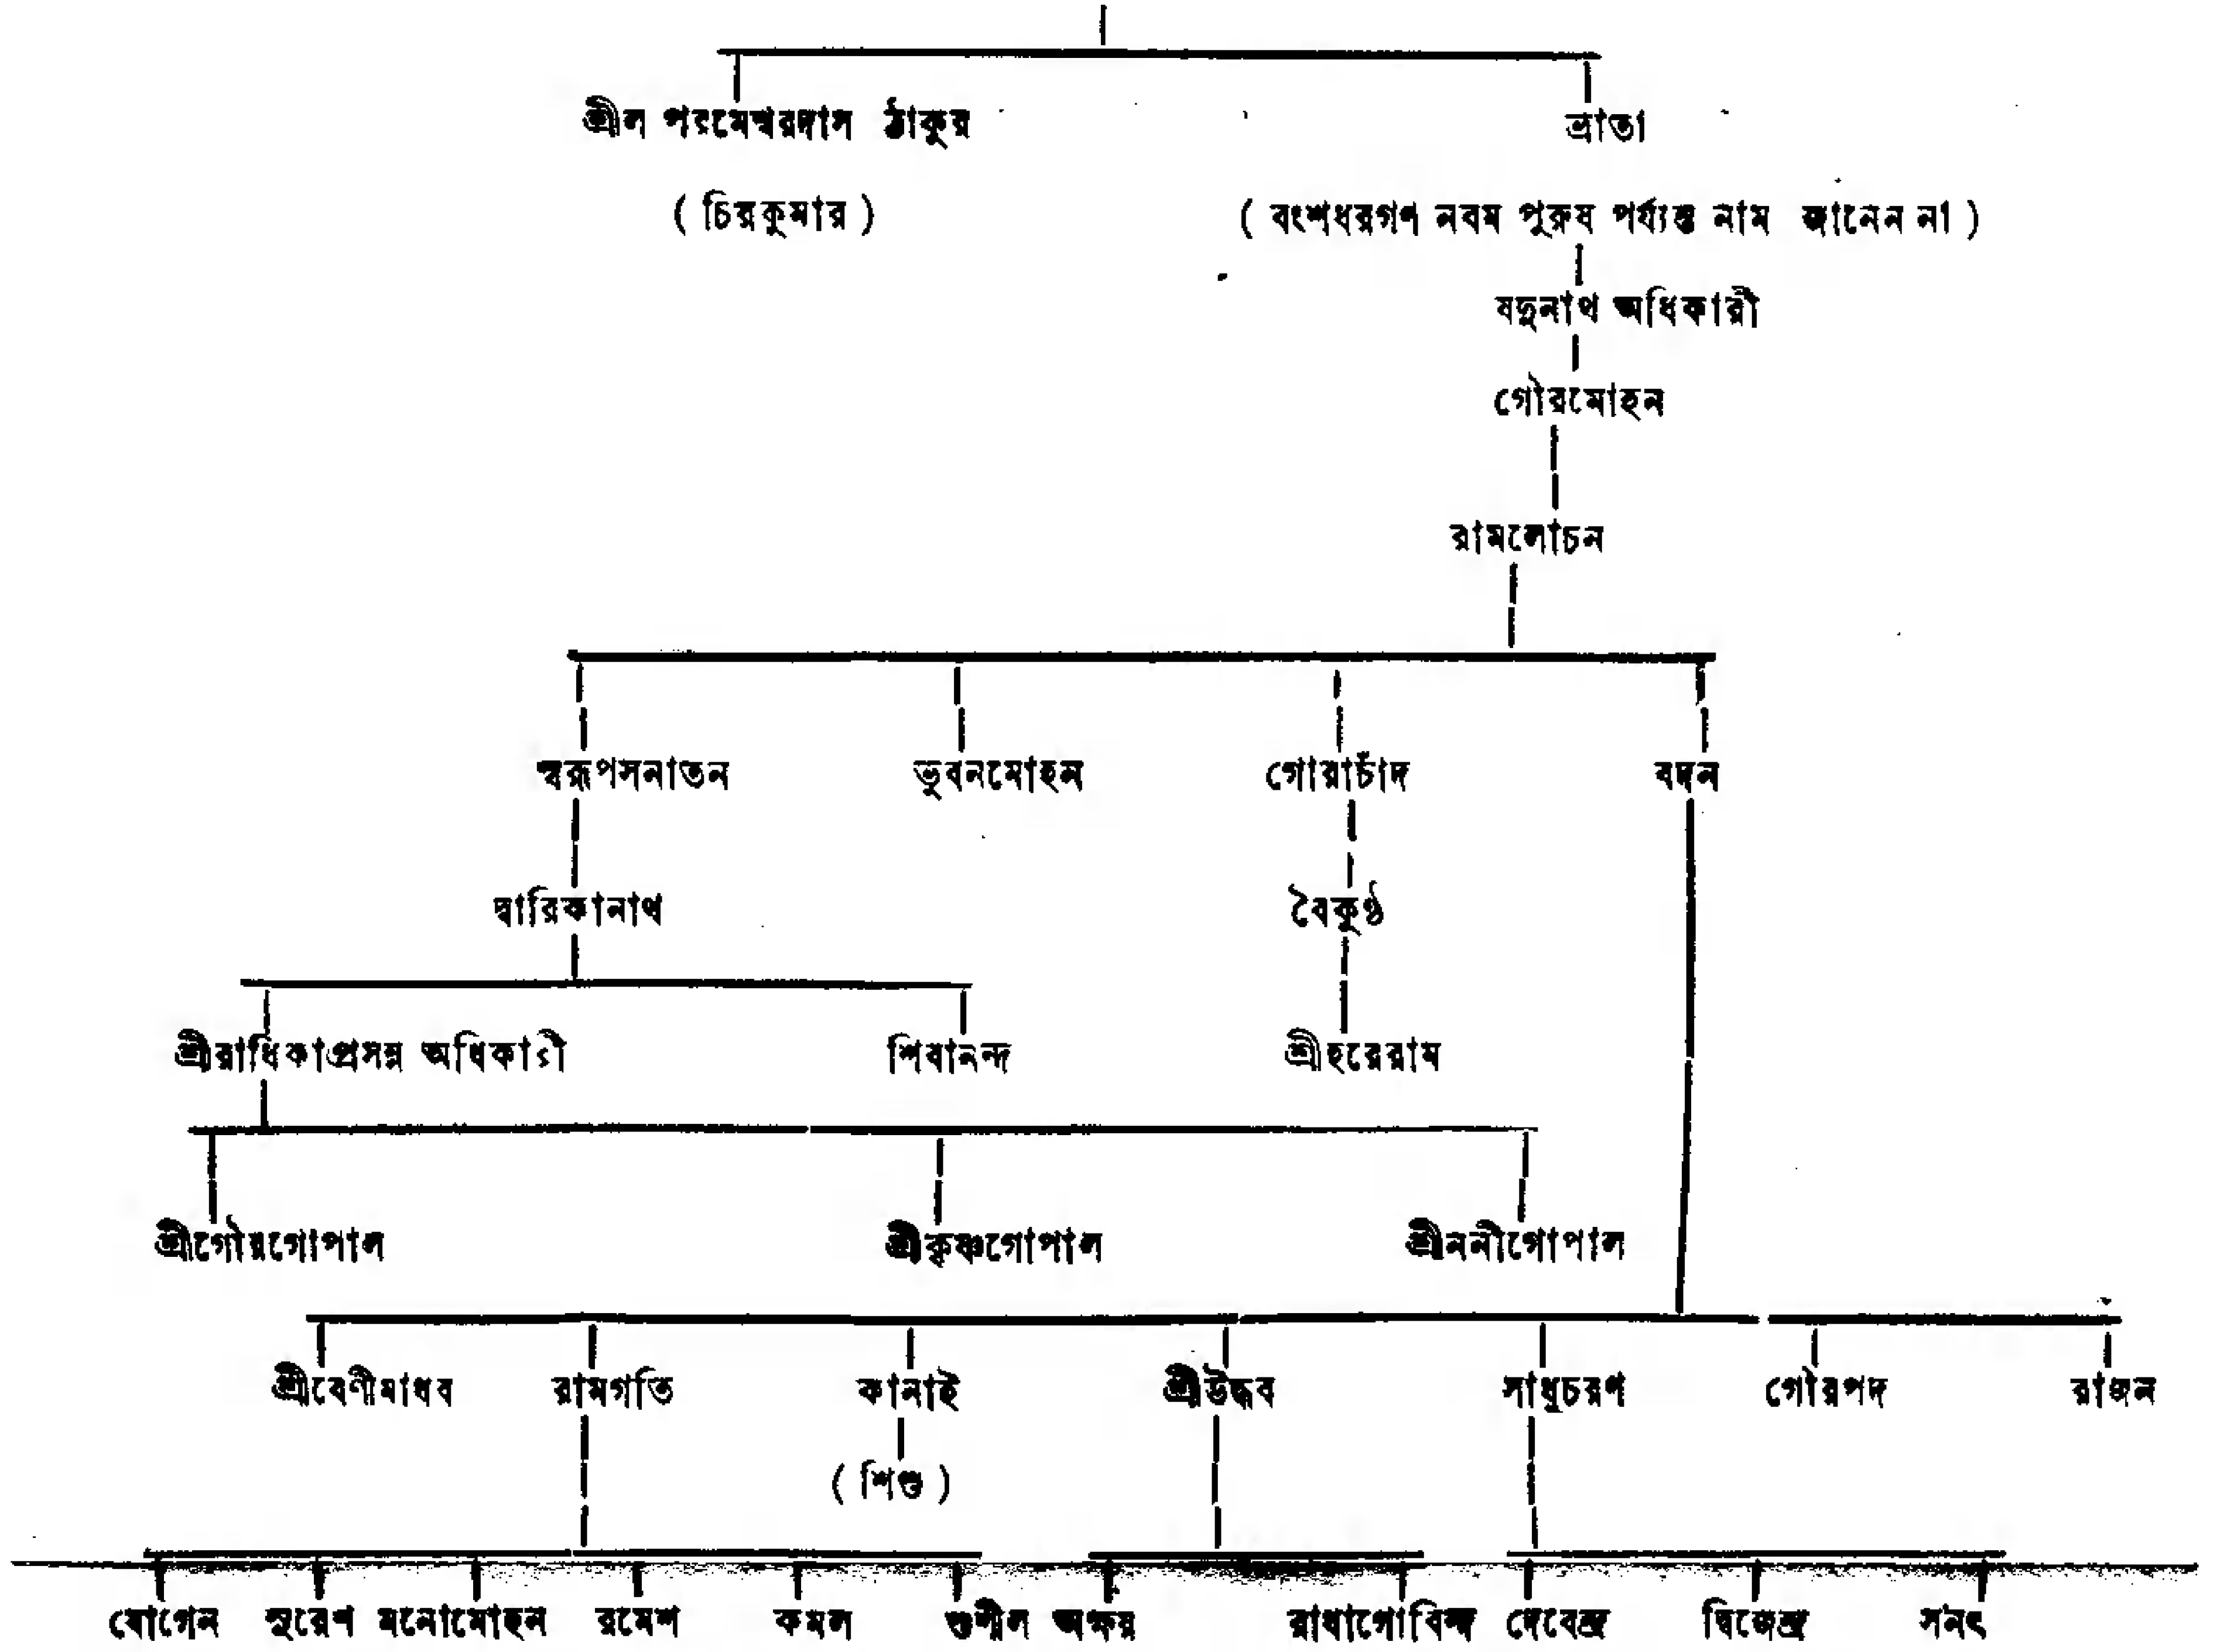 শ্রীল পরমেশ্বরদাস ঠাকুর ভ্রাতা
( চিরকুমার ) ( বংশধরগণ নবম পুরুষ পর্য্যন্ত নাম জানেন না )
যদুনাথ অধিকারী
গৌরমোহন
রামলোচন
স্বরূপসনাতন ভুবনমোহন গোরাচাঁদ বদন
দ্বারিকানাথ বৈকুণ্ঠ
শ্রীরাধিকাপ্রসন্ন অধিকারী শিবানন্দ শ্রীহরেরাম
শ্রীগৌরগোপাল শ্রীকৃষ্ণগোপাল শ্রীননীগোপাল
শ্রীবেণীমাধব রামগতি কানাই শ্রীউদ্ধব সাধুচরণ গৌরপদ রাজন
( শিশু )
যোগেন সুরেশ মনোমোহন রমেশ কমল শুশীল অক্ষয় রাধাগোবিন্দ দেবেন্দ্র দ্বিজেন্দ্র সনৎ